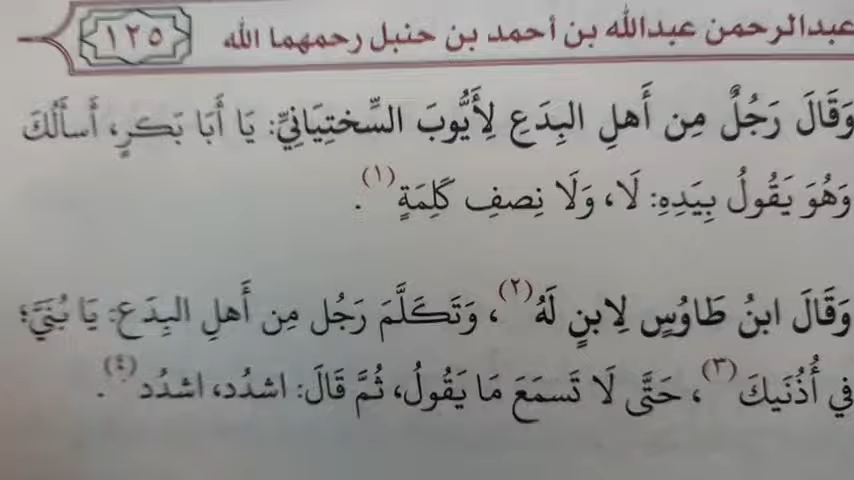 عبدالرحمن عبدالله بن أحمد بن حنبل رحمهما الله
١٢٥
وَقَالَ رَجُلٌ مِن أَهلِ البِدَعِ لِأَيُّوبَ السِّختِيَانِيِّ: يَا أَبَا بَكرٍ، أَسأَلُكَ
وَهُوَ يَقُولُ بِيَدِهِ: لَا، وَلَا نِصفِ كَلِمَةٍ (١).
وَقَالَ ابنُ طَاوُسٍ لِابنٍ لَهُ (٢)، وَتَكَلَّمَ رَجُل مِن أَهلِ البِدَعِ: يَا بُنَيَّ؛
فِي أُذُنَيكَ (٣)، حَتَّى لَا تَسمَعَ مَا يَقُولُ، ثُمَّ قَالَ: اشدُد، اشدُد (٤).